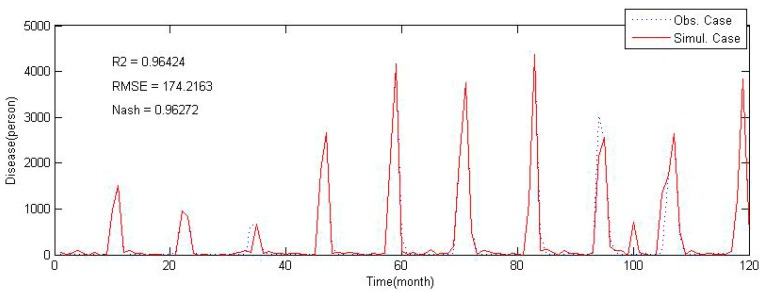 5000
4000
3000
2000
1000
0
Disease(person)
R2 = 0.96424
RMSE = 174.2163
Nash = 0.96272
Obs. Case
Simul. Case
0 20 40 60 80 100 120
Time(month)